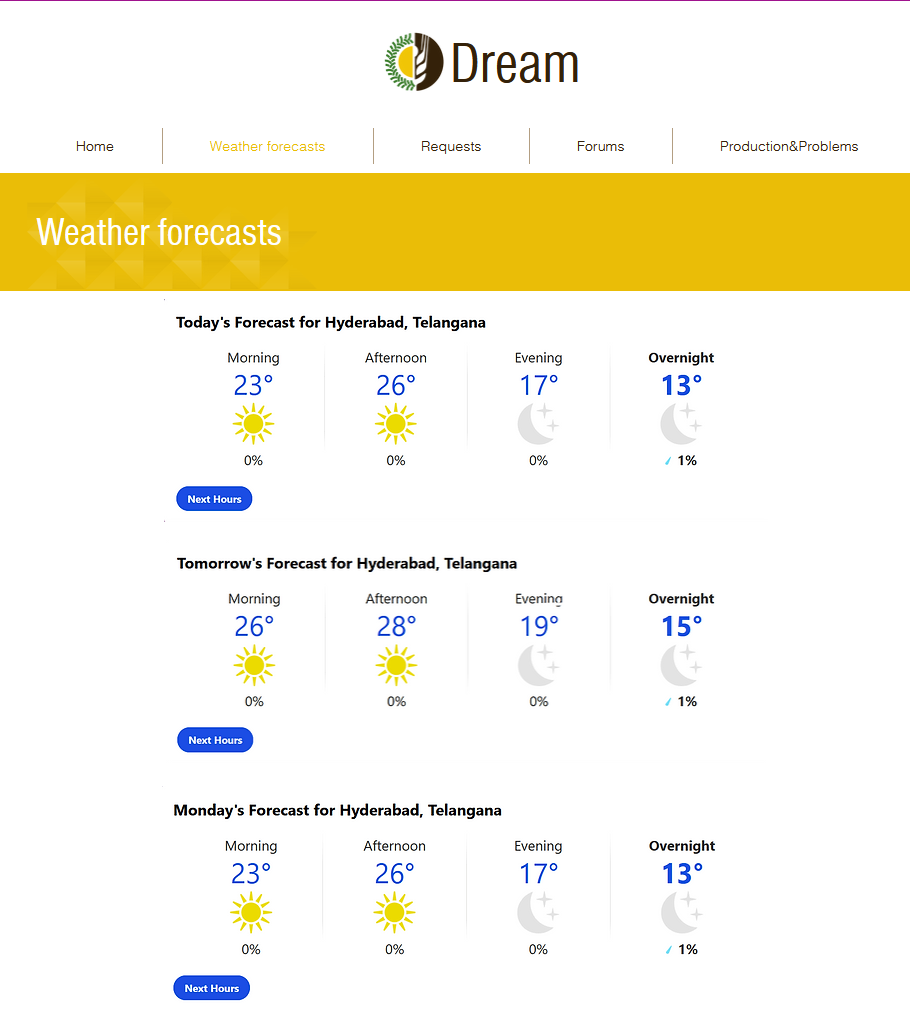 Dream
Home Weather forecasts Requests Forums Production&Problems
Weather forecasts
Today's Forecast for Hyderabad, Telangana
Morning Afternoon Evening Overnight
23° 26° 17° 13°
0% 0% 0% 1%
Next Hours
Tomorrow's Forecast for Hyderabad, Telangana
Morning Afternoon Evening Overnight
26° 28° 19° 15°
0% 0% 0% 1%
Next Hours
Monday's Forecast for Hyderabad, Telangana
Morning Afternoon Evening Overnight
23° 26° 17° 13°
0% 0% 0% 1%
Next Hours